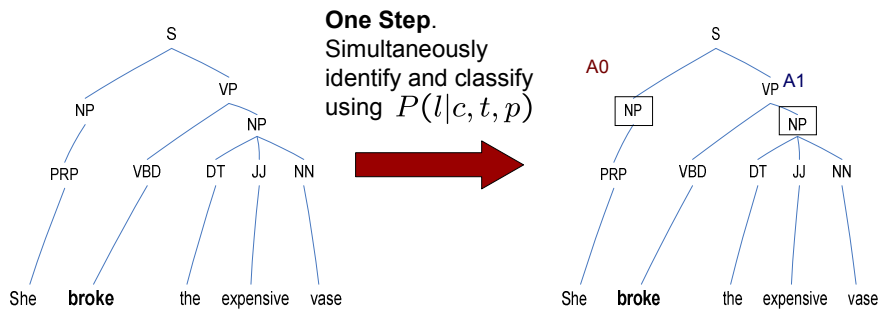 One Step.
Simultaneously
identify and classify
using P(l|c, t, p)
S
NP
VP
NP
PRP
VBD
DT
JJ
NN
She
broke
the
expensive
vase
S
A0
A1
VP
NP
NP
PRP
VBD
DT
JJ
NN
She
broke
the
expensive
vase